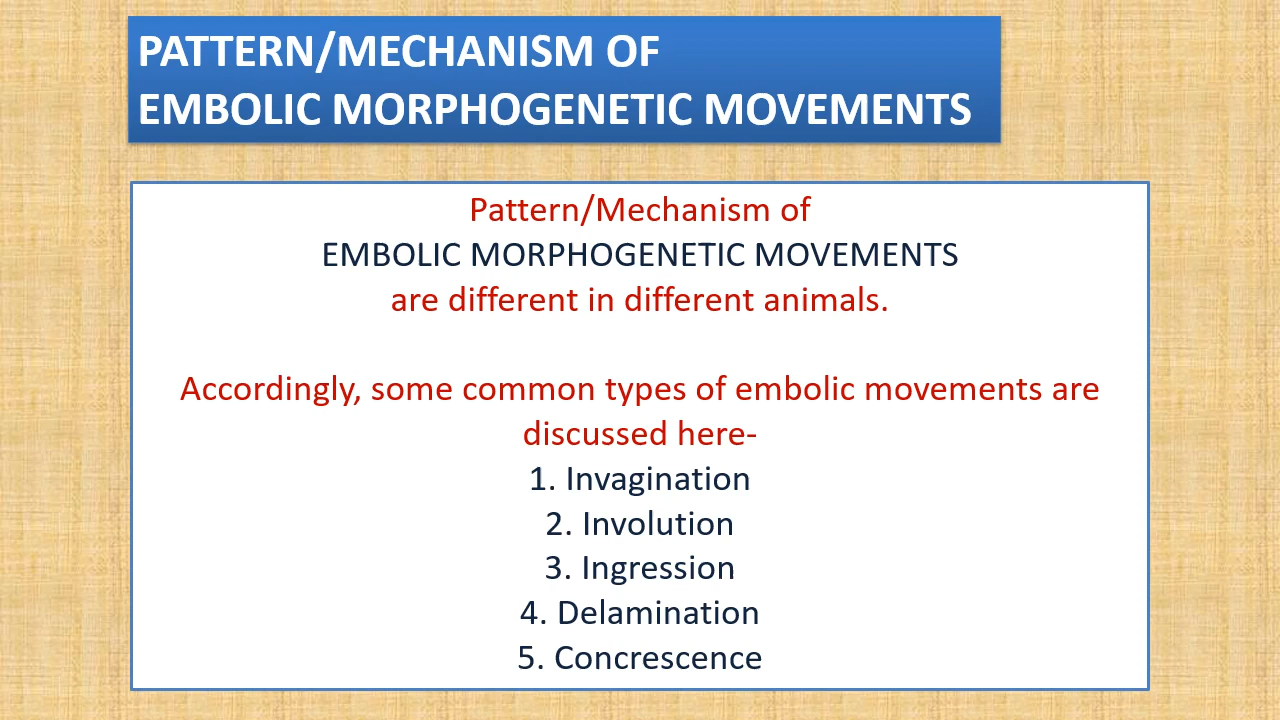 PATTERN/MECHANISM OF
EMBOLIC MORPHOGENETIC MOVEMENTS
Pattern/Mechanism of
EMBOLIC MORPHOGENETIC MOVEMENTS
are different in different animals.
Accordingly, some common types of embolic movements are
discussed here-
1. Invagination
2. Involution
3. Ingression
4. Delamination
5. Concrescence